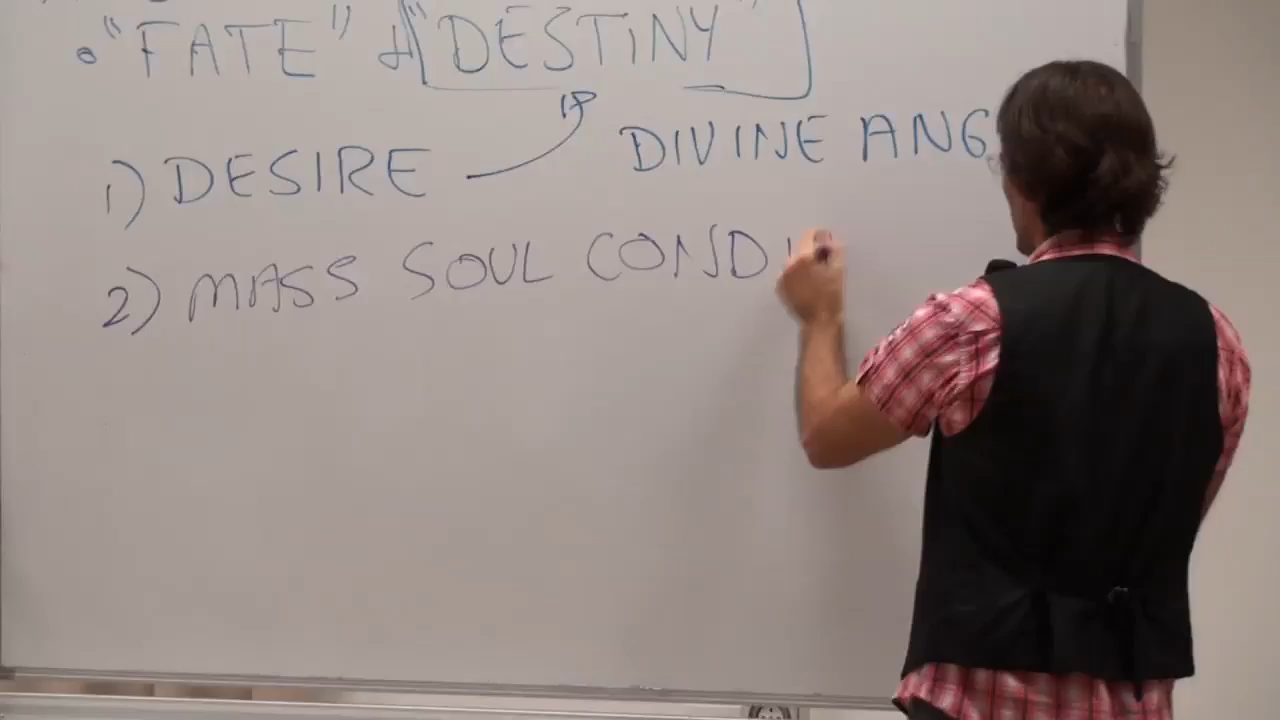 • "FATE" & ["DESTINY"]
1) DESIRE → DIVINE ANG
2) MASS SOUL COND